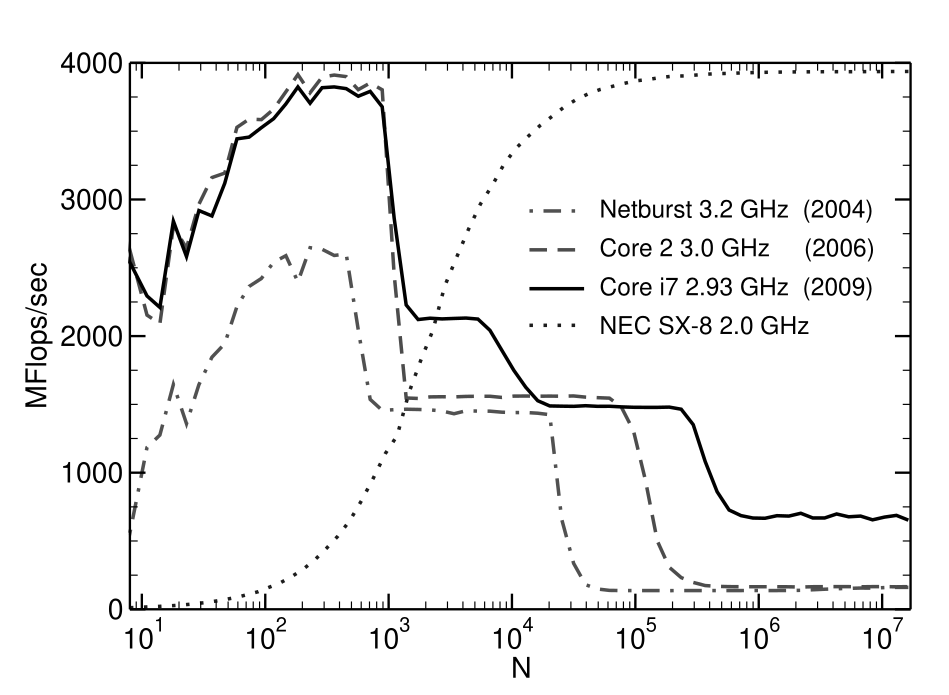 4000
3000
2000
1000
0
MFlops/sec
Netburst 3.2 GHz (2004)
Core 2 3.0 GHz (2006)
Core i7 2.93 GHz (2009)
NEC SX-8 2.0 GHz
10^1 10^2 10^3 10^4 10^5 10^6 10^7
N